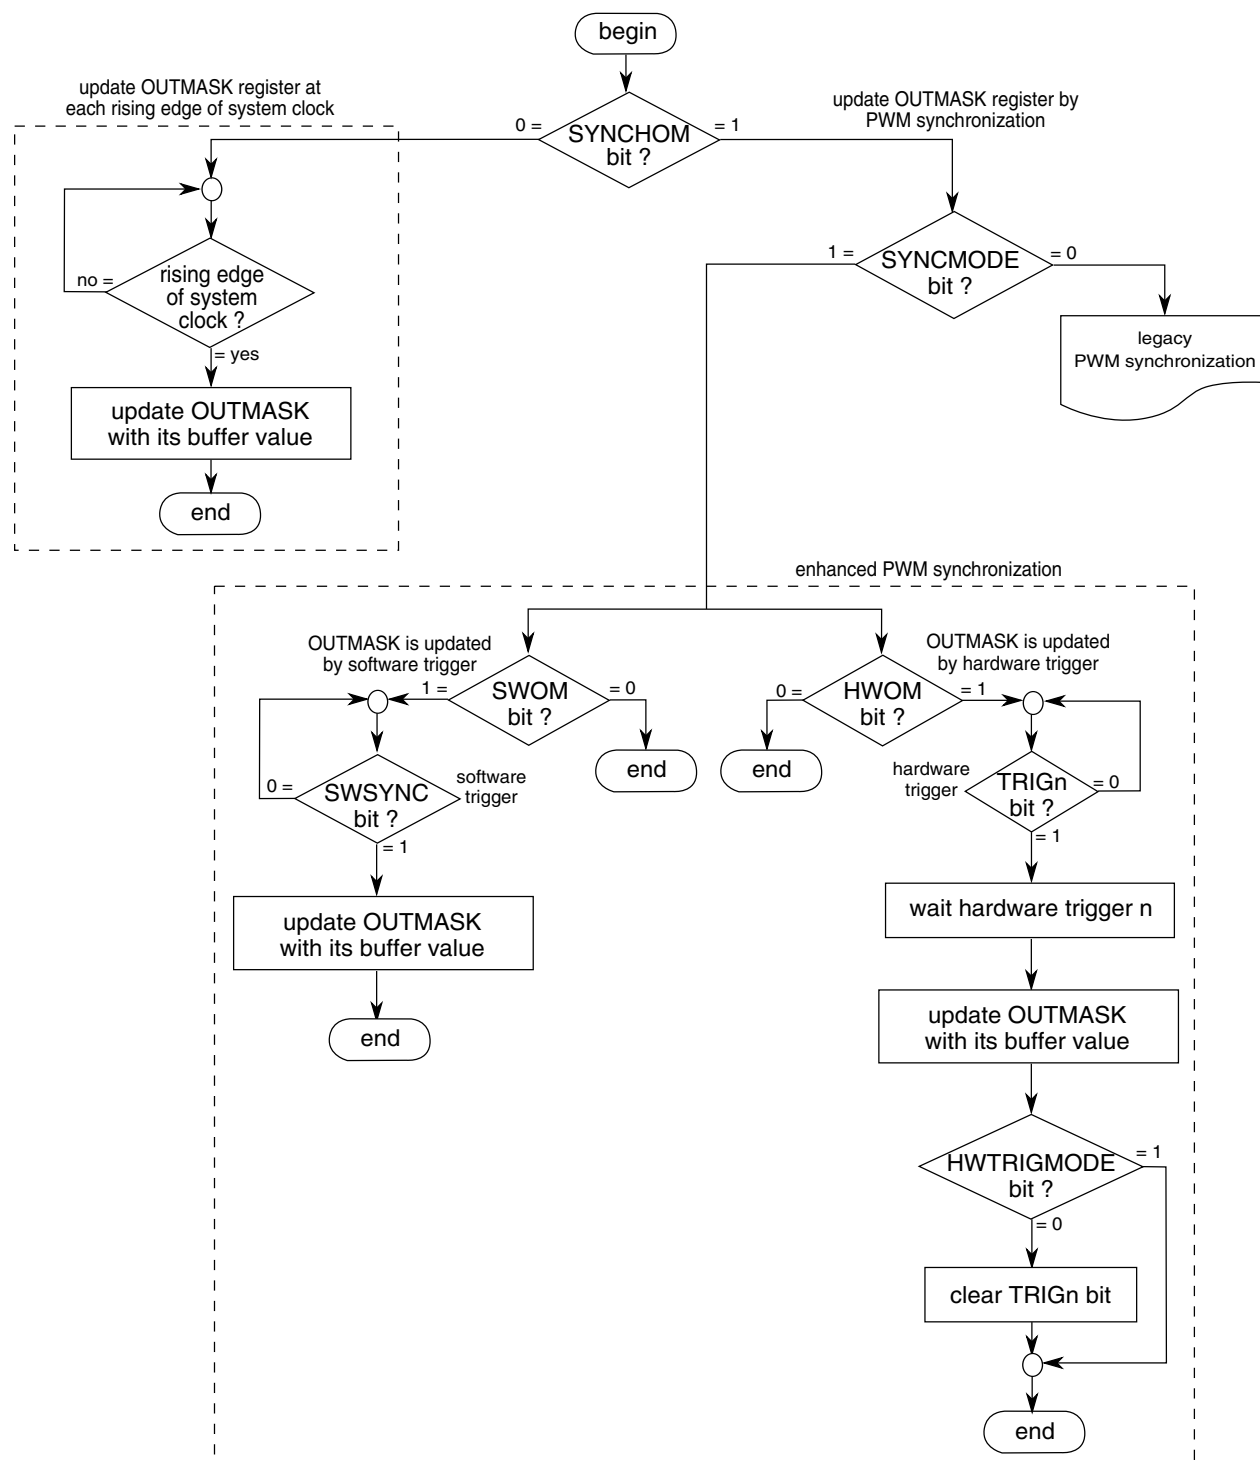 begin
update OUTMASK register at
each rising edge of system clock
update OUTMASK register by
PWM synchronization
0 =
SYNCHOM
bit ?
= 1
1 =
SYNCMODE
bit ?
= 0
no =
rising edge
of system
clock ?
= yes
legacy
PWM synchronization
update OUTMASK
with its buffer value
end
enhanced PWM synchronization
OUTMASK is updated
by software trigger
1 =
SWOM
bit ?
= 0
end
OUTMASK is updated
by hardware trigger
0 =
HWOM
bit ?
= 1
end
0 =
SWSYNC
bit ?
software
trigger
= 1
hardware
trigger
TRIGn
bit ?
= 0
= 1
update OUTMASK
with its buffer value
end
wait hardware trigger n
update OUTMASK
with its buffer value
HWTRIGMODE
bit ?
= 1
= 0
clear TRIGn bit
end